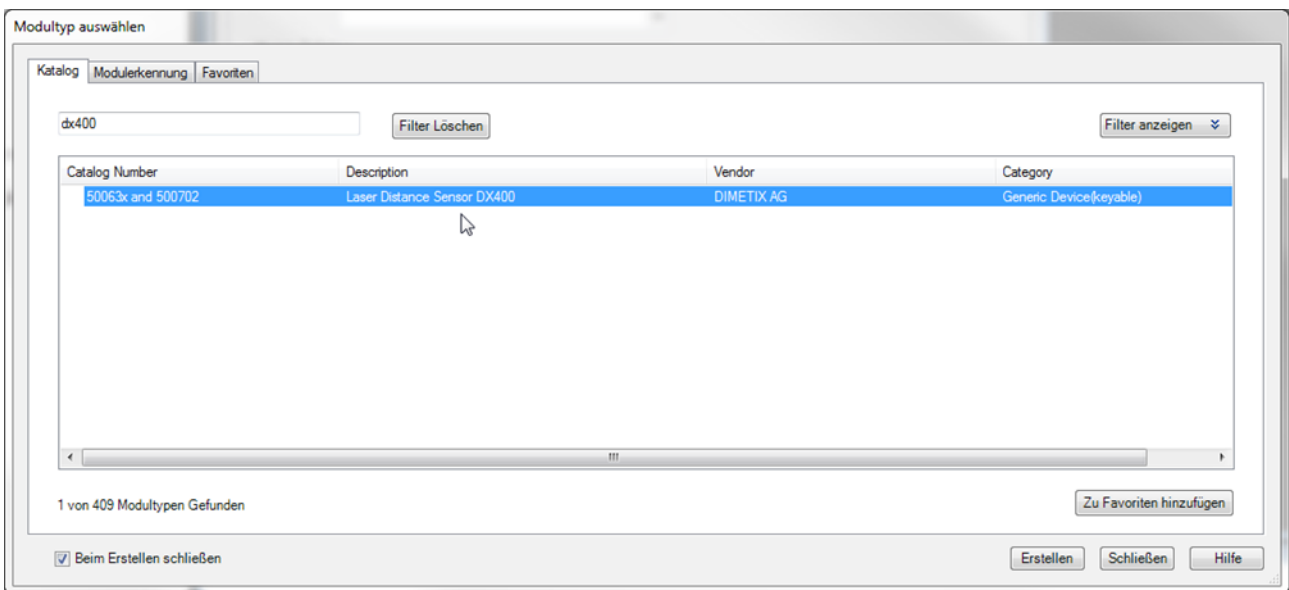 Modultyp auswählen
Katalog Modulerkennung Favoriten
dx400 Filter Löschen Filter anzeigen
Catalog Number Description Vendor Category
50063x and 500702 Laser Distance Sensor DX400 DIMETIX AG Generic Device(keyable)
1 von 409 Modultypen Gefunden Zu Favoriten hinzufügen
Beim Erstellen schließen Erstellen Schließen Hilfe